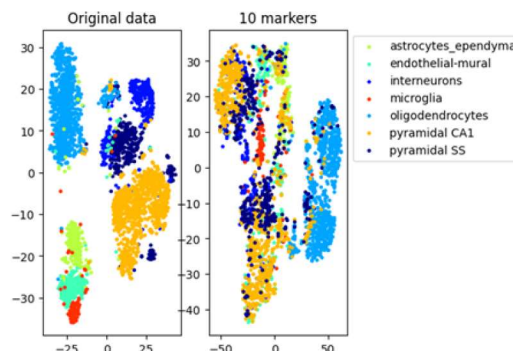 Original data
10 markers
30
20
10
0
−10
−20
−30
−25
0
25
30
20
10
0
−10
−20
−30
−40
−50
0
50
astrocytes_ependyma
endothelial-mural
interneurons
microglia
oligodendrocytes
pyramidal CA1
pyramidal SS